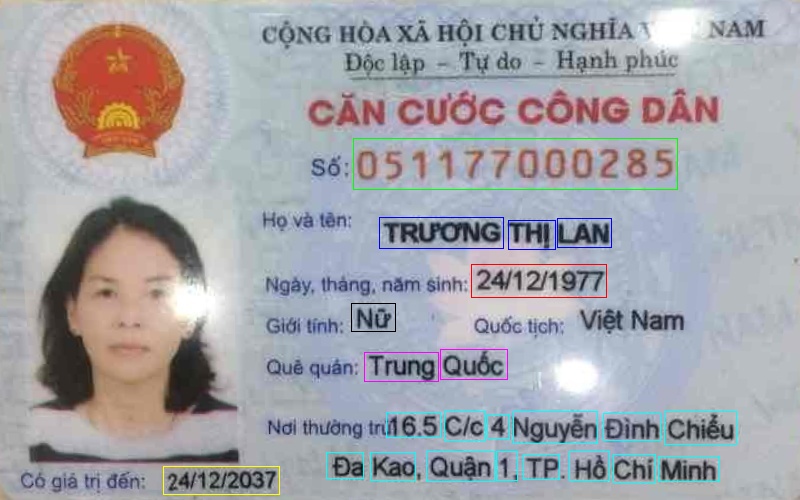 CỘNG HÒA XÃ HỘI CHỦ NGHĨA NAM
Độc lập - Tự do - Hạnh phúc
CĂN CƯỚC CÔNG DÂN
Số: 051177000285
Họ và tên: TRƯƠNG THỊ LAN
Ngày, tháng, năm sinh: 24/12/1977
Giới tính: Nữ Quốc tịch: Việt Nam
Quê quán: Trung Quốc
Nơi thường trú 16.5 C/c 4 Nguyễn Đình Chiểu
Đa Kao, Quận 1, TP. Hồ Chí Minh
Có giá trị đến: 24/12/2037